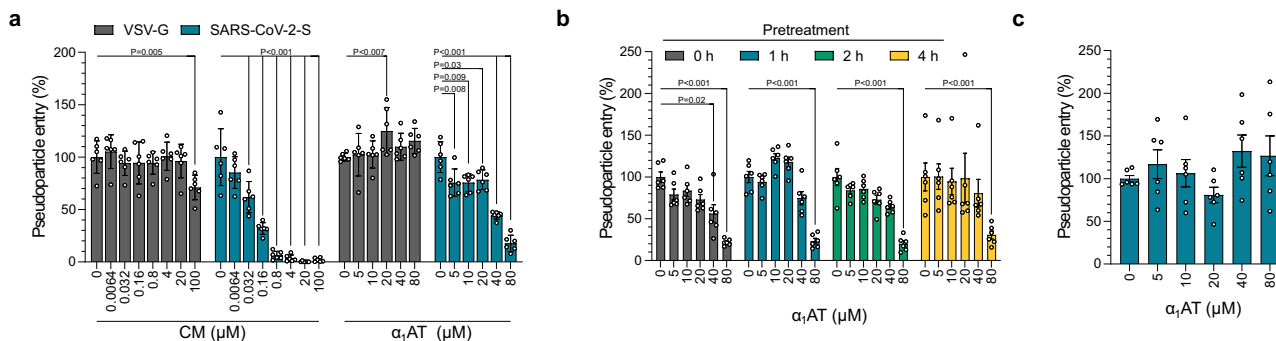 a
VSV-G SARS-CoV-2-S
Pseudoparticle entry (%)
200
150
100
50
0
P=0.005
P<0.001
P<0.007
P<0.001
P=0.03
P=0.009
P=0.008
0 0.0064 0.032 0.16 0.8 4 20 100
0 0.0064 0.0032 0.16 0.8 4 20 100
0 5 10 20 40 80
0 5 10 20 40 80
CM (µM)
α₁AT (µM)
b
Pretreatment
0 h 1 h 2 h 4 h
Pseudoparticle entry (%)
250
200
150
100
50
0
P<0.001
P=0.02
P<0.001
P<0.001
P<0.001
0 5 10 20 40 80
0 5 10 20 40 80
0 5 10 20 40 80
0 5 10 20 40 80
α₁AT (µM)
c
Pseudoparticle entry (%)
250
200
150
100
50
0
0 5 10 20 40 80
α₁AT (µM)